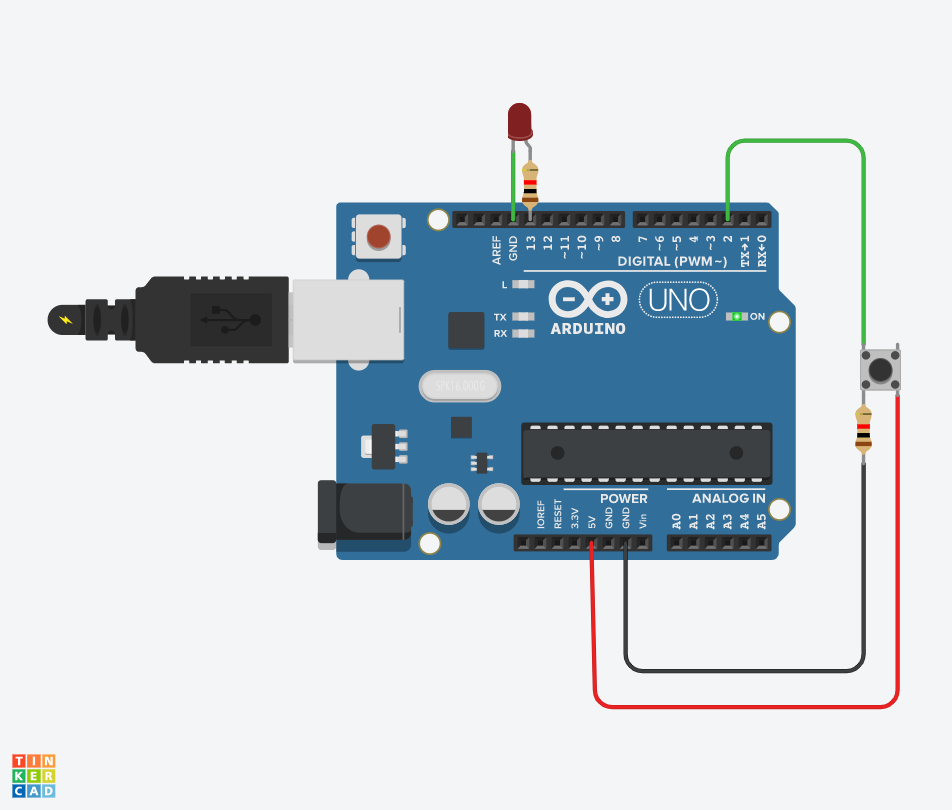 AREF
GND
13
12
~11
~10
~9
8
7
~6
~5
4
~3
2
TX→1
RX←0
DIGITAL (PWM~)
L
TX
RX
ARDUINO
UNO
ON
SPK16.000G
POWER
ANALOG IN
IOREF
RESET
3.3V
5V
GND
GND
Vin
A0
A1
A2
A3
A4
A5
TIN
KER
CAD